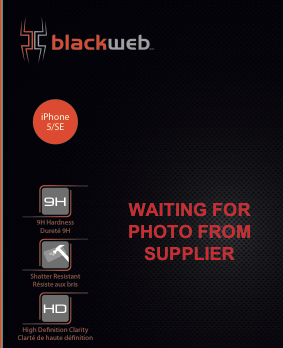 blackweb™
iPhone
5/SE
9H
9H Hardness
Dureté 9H
WAITING FOR
PHOTO FROM
SUPPLIER
Shatter Resistant
Résiste aux bris
HD
High Definition Clarity
Clarté de haute définition